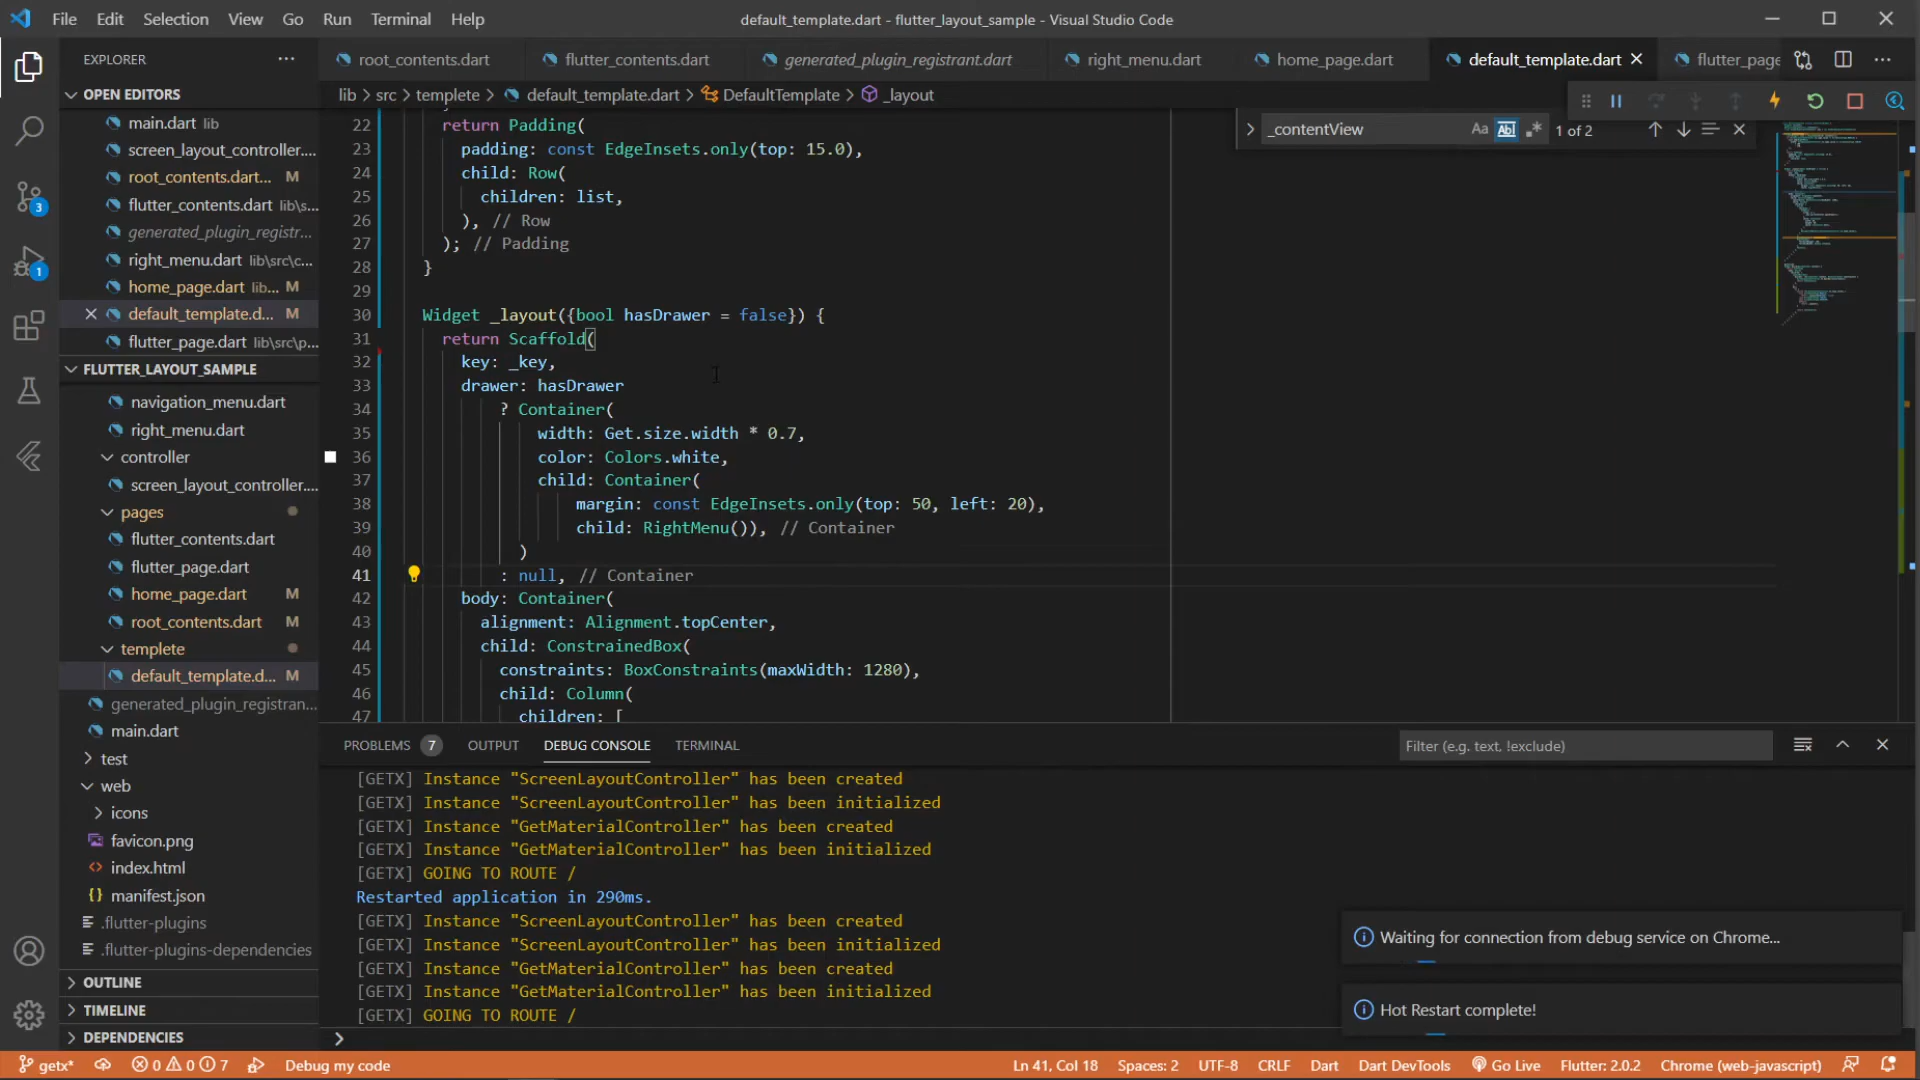 File Edit Selection View Go Run Terminal Help
default_template.dart - flutter_layout_sample - Visual Studio Code
EXPLORER
OPEN EDITORS
main.dart lib
screen_layout_controller....
root_contents.dart... M
flutter_contents.dart lib\s...
generated_plugin_registr...
right_menu.dart lib\src\c...
home_page.dart lib... M
default_template.d... M
flutter_page.dart lib\src\p...
FLUTTER_LAYOUT_SAMPLE
navigation_menu.dart
right_menu.dart
controller
screen_layout_controller....
pages
flutter_contents.dart
flutter_page.dart
home_page.dart M
root_contents.dart M
templete
default_template.d... M
generated_plugin_registran...
main.dart
test
web
icons
favicon.png
index.html
manifest.json
.flutter-plugins
.flutter-plugins-dependencies
OUTLINE
TIMELINE
DEPENDENCIES
root_contents.dart flutter_contents.dart generated_plugin_registrant.dart right_menu.dart home_page.dart default_template.dart flutter_page
lib > src > templete > default_template.dart > DefaultTemplate > _layout
_contentView Aa Abl .* 1 of 2
22 return Padding(
23 padding: const EdgeInsets.only(top: 15.0),
24 child: Row(
25 children: list,
26 ), // Row
27 ); // Padding
28 }
29
30 Widget _layout({bool hasDrawer = false}) {
31 return Scaffold(
32 key: _key,
33 drawer: hasDrawer
34 ? Container(
35 width: Get.size.width * 0.7,
36 color: Colors.white,
37 child: Container(
38 margin: const EdgeInsets.only(top: 50, left: 20),
39 child: RightMenu()), // Container
40 )
41 : null, // Container
42 body: Container(
43 alignment: Alignment.topCenter,
44 child: ConstrainedBox(
45 constraints: BoxConstraints(maxWidth: 1280),
46 child: Column(
47 children: [
PROBLEMS 7 OUTPUT DEBUG CONSOLE TERMINAL
Filter (e.g. text, !exclude)
[GETX] Instance "ScreenLayoutController" has been created
[GETX] Instance "ScreenLayoutController" has been initialized
[GETX] Instance "GetMaterialController" has been created
[GETX] Instance "GetMaterialController" has been initialized
[GETX] GOING TO ROUTE /
Restarted application in 290ms.
[GETX] Instance "ScreenLayoutController" has been created
[GETX] Instance "ScreenLayoutController" has been initialized
[GETX] Instance "GetMaterialController" has been created
[GETX] Instance "GetMaterialController" has been initialized
[GETX] GOING TO ROUTE /
Waiting for connection from debug service on Chrome...
Hot Restart complete!
3
1
getx* 0 0 7 Debug my code
Ln 41, Col 18 Spaces: 2 UTF-8 CRLF Dart Dart DevTools Go Live Flutter: 2.0.2 Chrome (web-javascript)